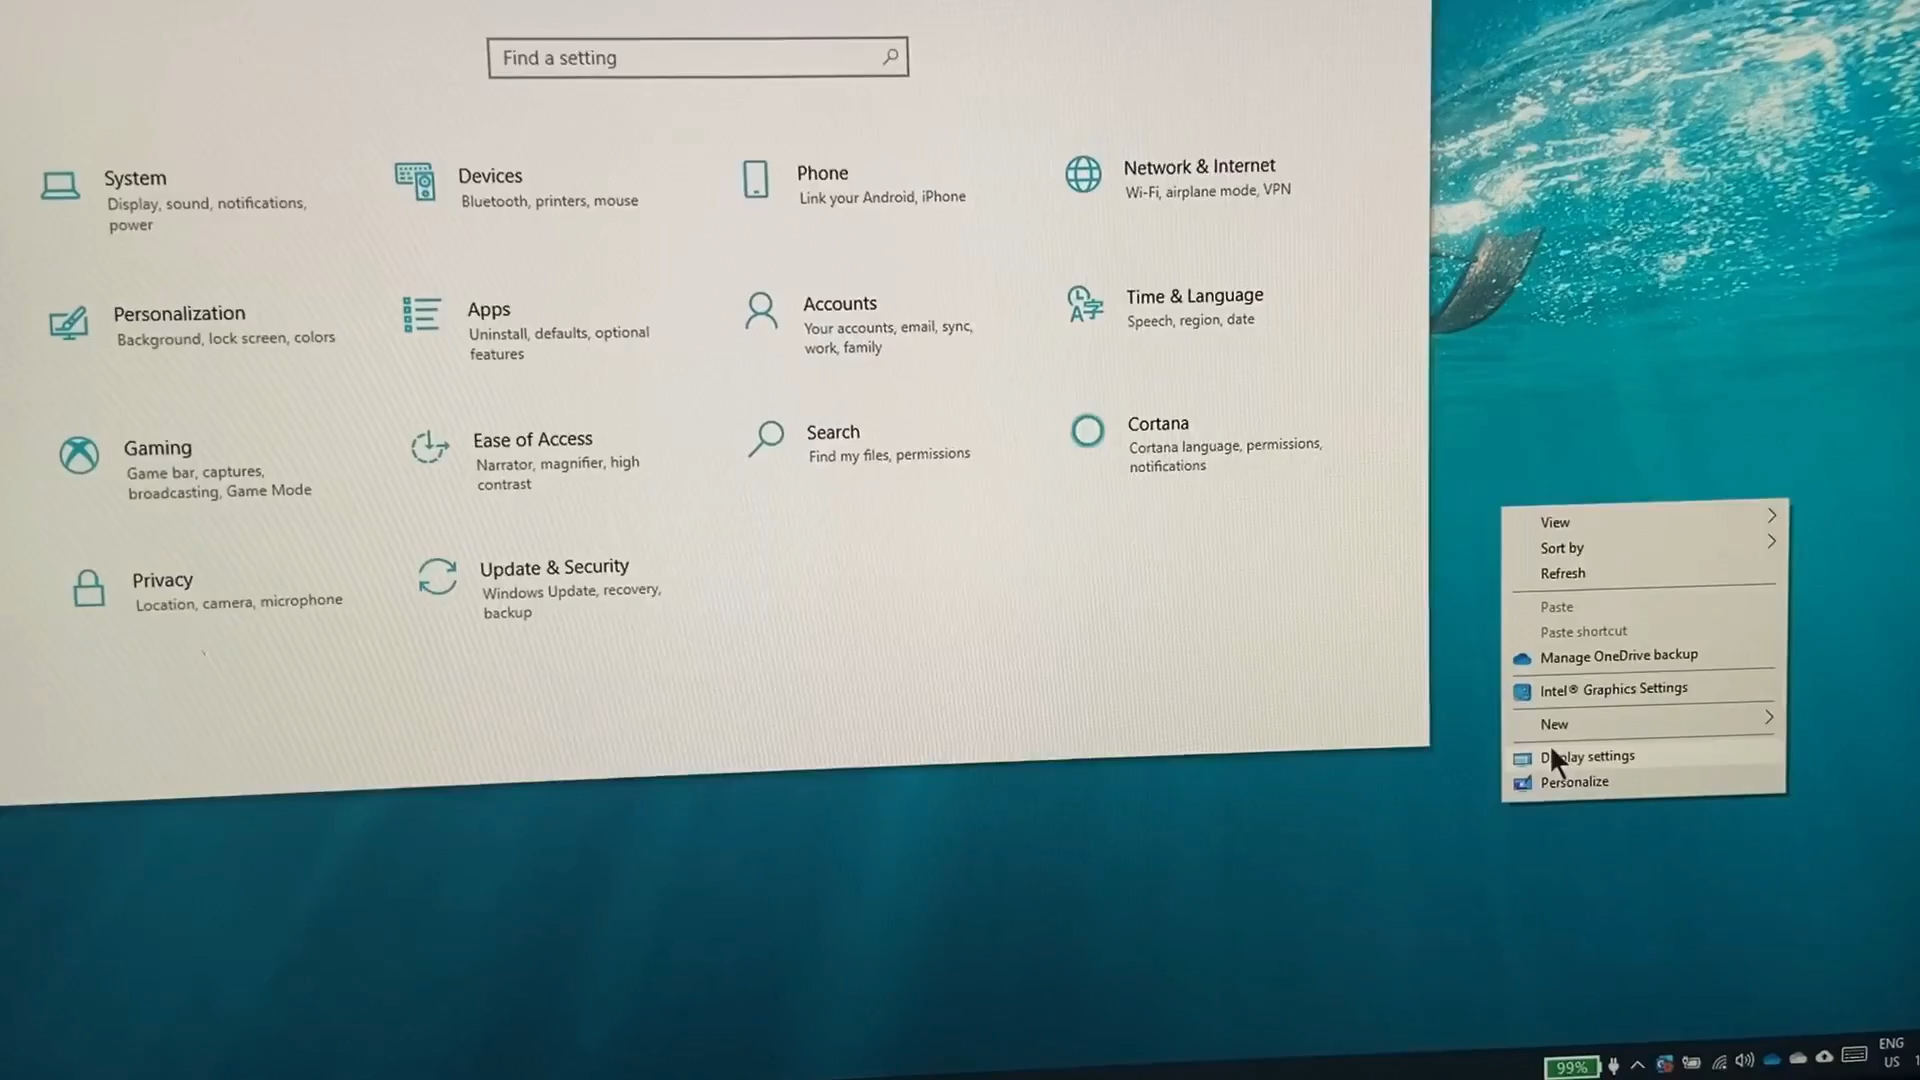 Find a setting
System
Display, sound, notifications,
power
Devices
Bluetooth, printers, mouse
Phone
Link your Android, iPhone
Network & Internet
Wi-Fi, airplane mode, VPN
Personalization
Background, lock screen, colors
Apps
Uninstall, defaults, optional
features
Accounts
Your accounts, email, sync,
work, family
Time & Language
Speech, region, date
Gaming
Game bar, captures,
broadcasting, Game Mode
Ease of Access
Narrator, magnifier, high
contrast
Search
Find my files, permissions
Cortana
Cortana language, permissions,
notifications
Privacy
Location, camera, microphone
Update & Security
Windows Update, recovery,
backup
View
Sort by
Refresh
Paste
Paste shortcut
Manage OneDrive backup
Intel® Graphics Settings
New
Display settings
Personalize
99%
ENG
US